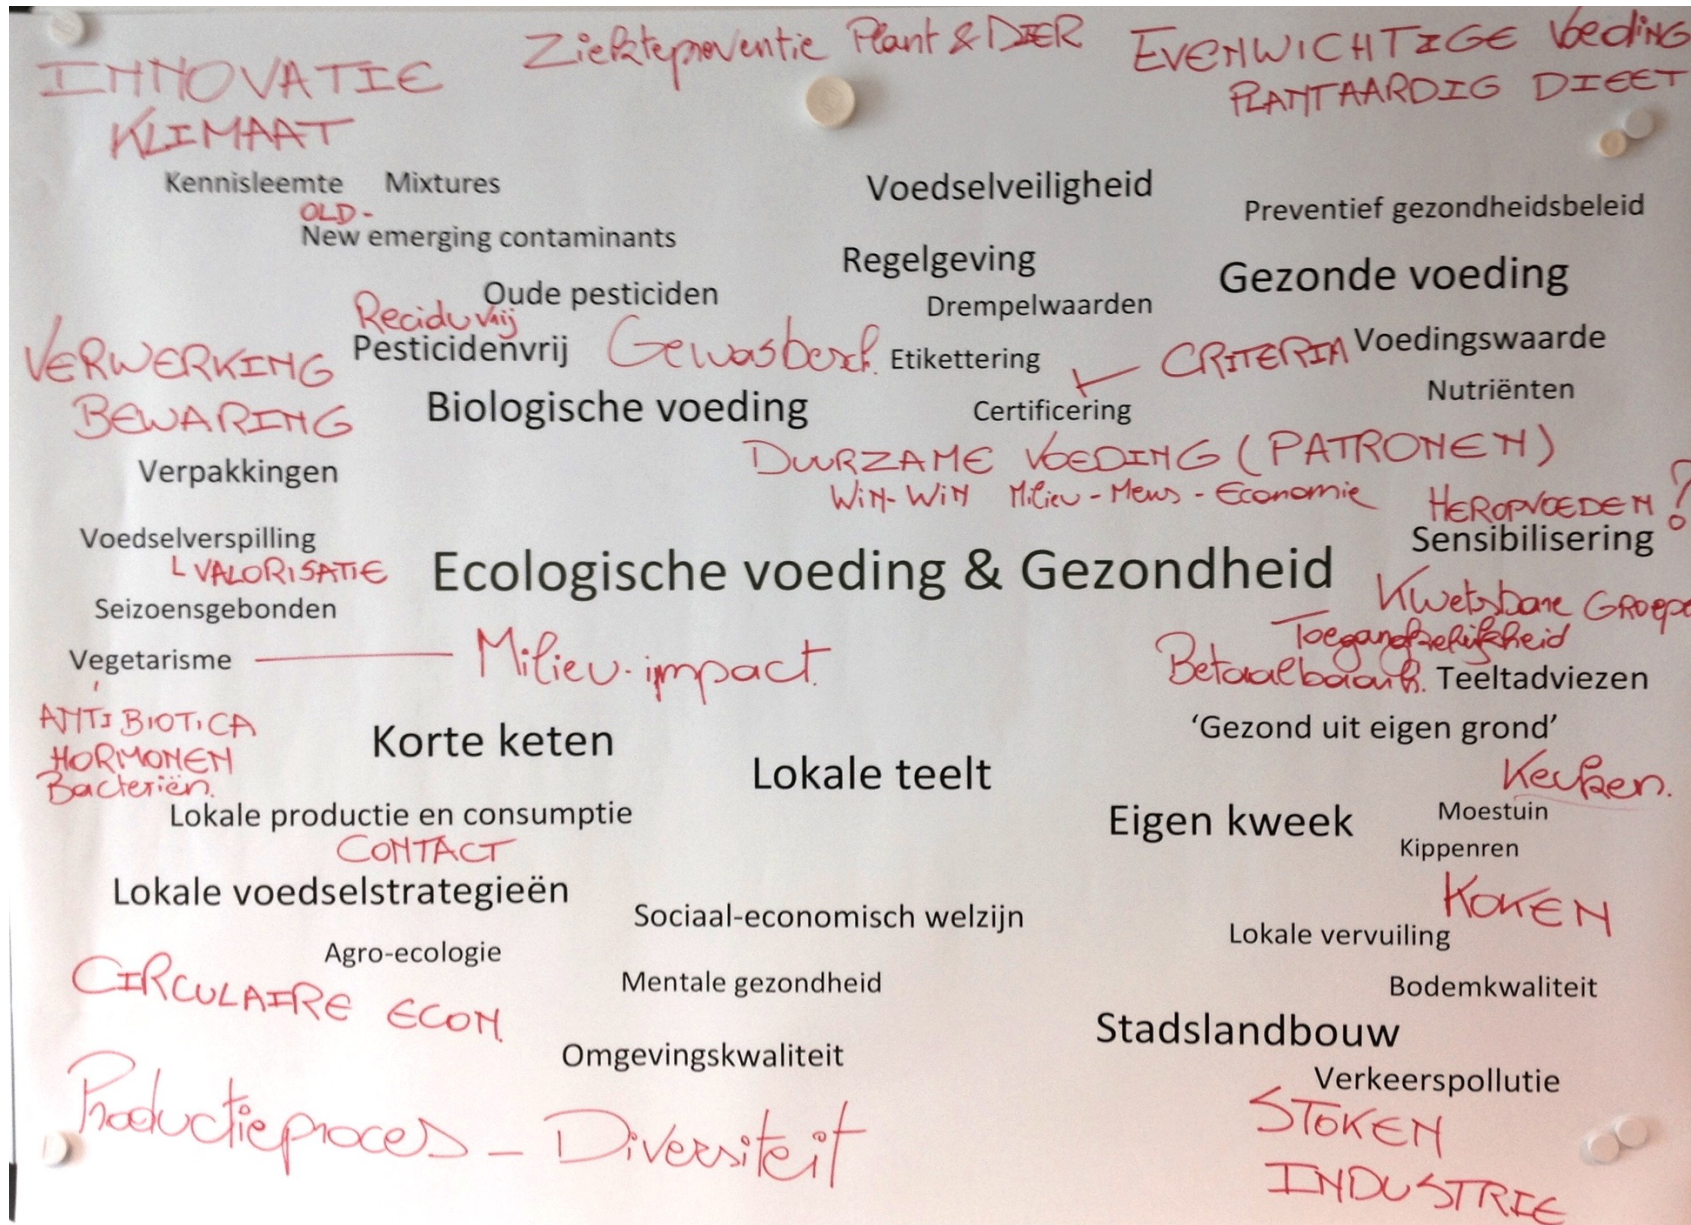 Ziektepreventie Plant & DIER
EVENWICHTIGE Voeding
PLANTAARDIG DIEET
INNOVATIE
KLIMAAT
Kennisleemte Mixtures
OLD-
New emerging contaminants
Voedselveiligheid
Preventief gezondheidsbeleid
Regelgeving
Gezonde voeding
Oude pesticiden
Drempelwaarden
Reciduvrij
Pesticidenvrij
Gewasbesch.
Etikettering
CRITERIA
Voedingswaarde
VERWERKING
BEWARING
Biologische voeding
Certificering
Nutriënten
DUURZAME VOEDING (PATRONEN)
WiN-WiN Milieu - Mens - Economie
Verpakkingen
HEROPVOEDEN ?
Sensibilisering
Voedselverspilling
VALORISATIE
Ecologische voeding & Gezondheid
Seizoensgebonden
Kwetsbare GROepe
Toegankelijkheid
Betaalbaarh.
Teeltadviezen
Vegetarisme
Milieu-impact.
ANTIBIOTICA
HORMONEN
Bacteriën.
Korte keten
'Gezond uit eigen grond'
Lokale teelt
Keuken.
Lokale productie en consumptie
Eigen kweek
Moestuin
CONTACT
Kippenren
Lokale voedselstrategieën
KOKEN
Sociaal-economisch welzijn
Lokale vervuiling
Agro-ecologie
CIRCULAIRE ECON.
Mentale gezondheid
Bodemkwaliteit
Stadslandbouw
Omgevingskwaliteit
Verkeerspollutie
Productieproces - Diversiteit
STOKEN
INDUSTRIE